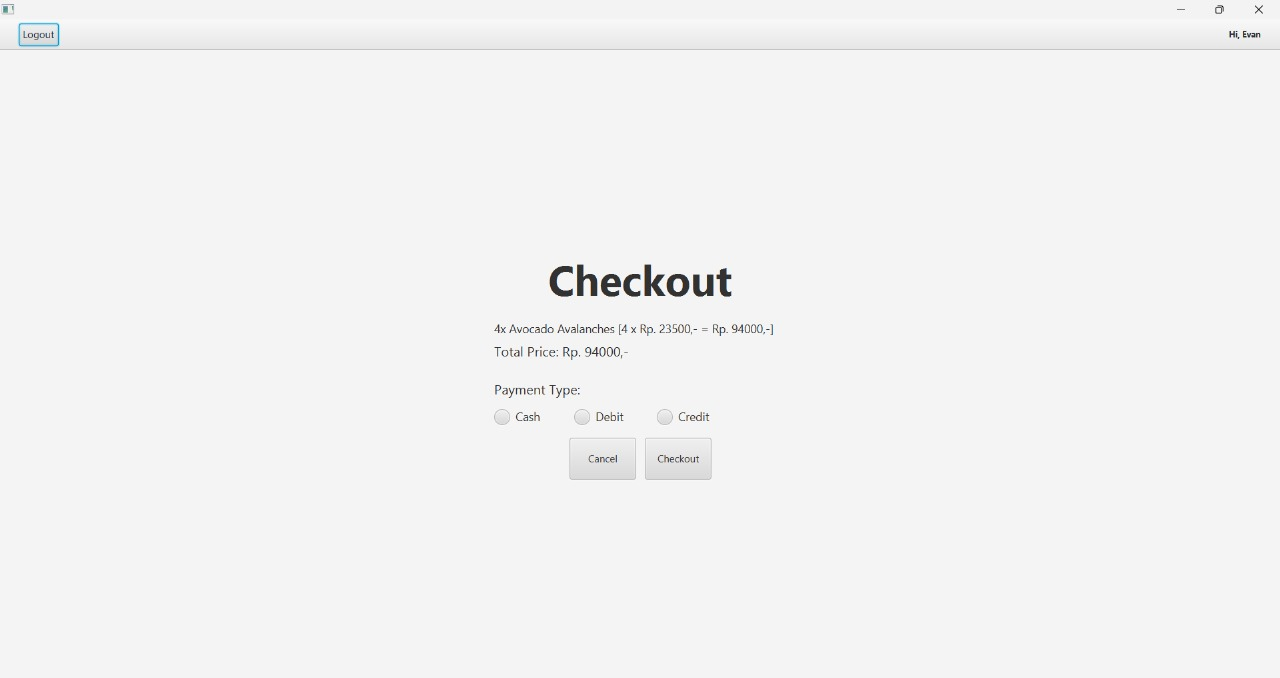 Logout
Hi, Evan
Checkout
4x Avocado Avalanches [4 x Rp. 23500,- = Rp. 94000,-]
Total Price: Rp. 94000,-
Payment Type:
Cash Debit Credit
Cancel Checkout